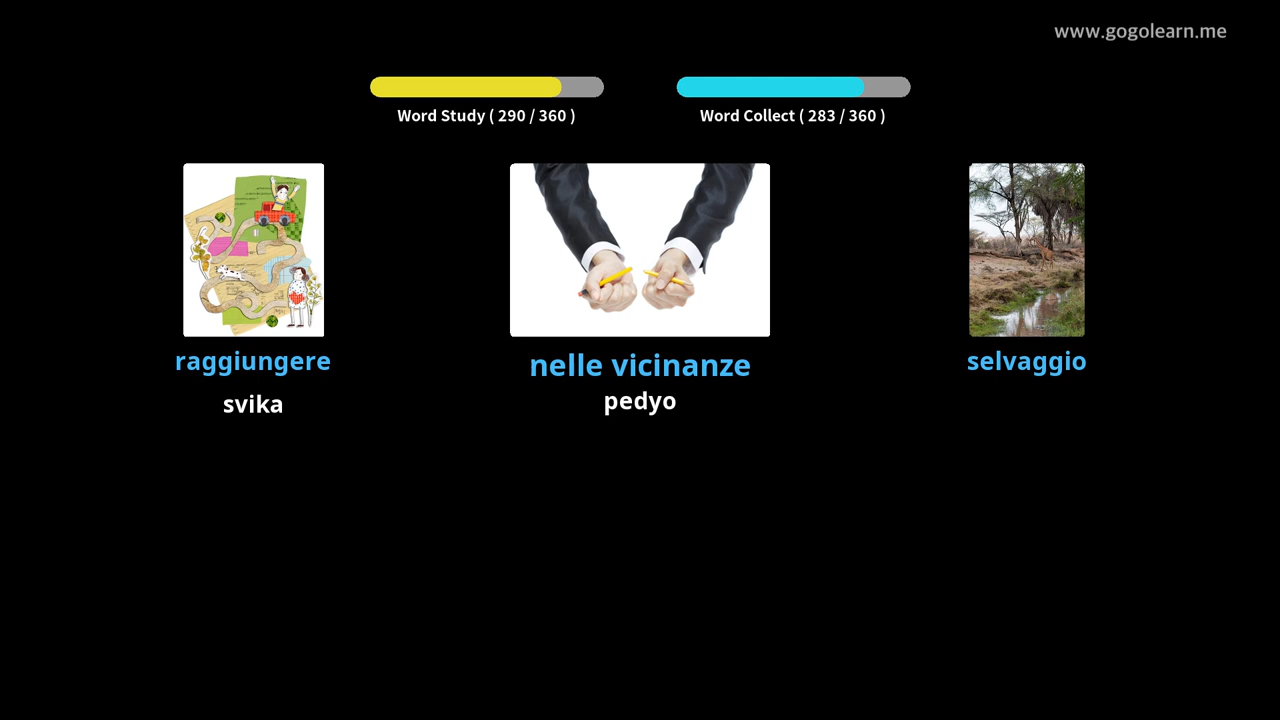 www.gogolearn.me
Word Study ( 290 / 360 )
Word Collect ( 283 / 360 )
raggiungere
svika
nelle vicinanze
pedyo
selvaggio